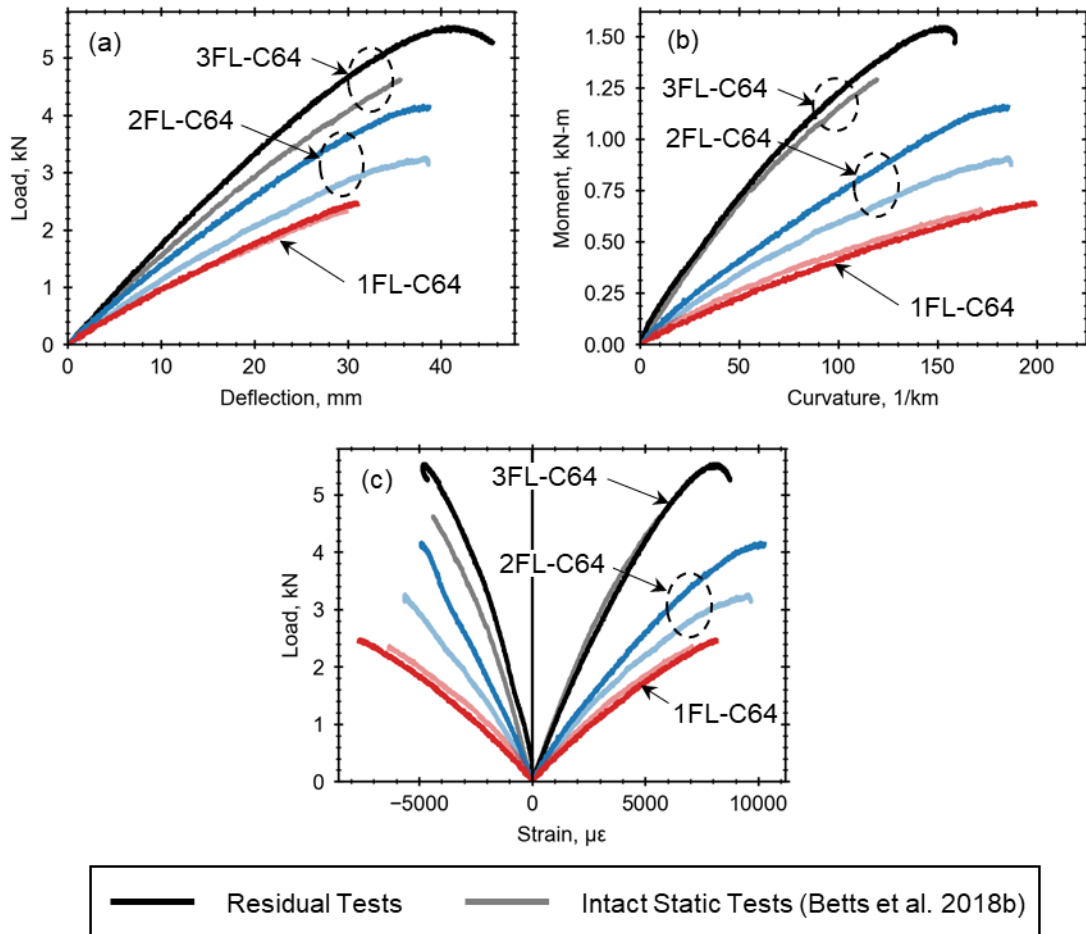 (a)
3FL-C64
2FL-C64
1FL-C64
5
4
3
2
1
0
Load, kN
0 10 20 30 40
Deflection, mm
(b)
3FL-C64
2FL-C64
1FL-C64
1.50
1.25
1.00
0.75
0.50
0.25
0.00
Moment, kN-m
0 50 100 150 200
Curvature, 1/km
(c)
3FL-C64
2FL-C64
1FL-C64
5
4
3
2
1
0
Load, kN
−5000 0 5000 10000
Strain, με
Residual Tests
Intact Static Tests (Betts et al. 2018b)